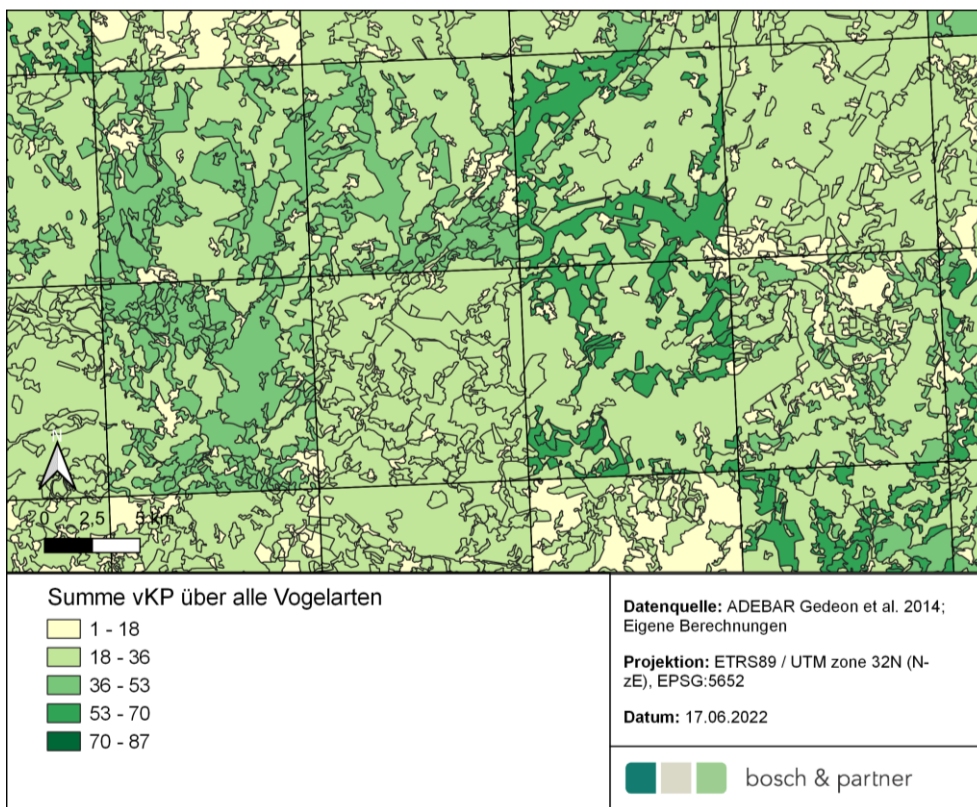 0 2.5 5 km
Summe vKP über alle Vogelarten
1 - 18
18 - 36
36 - 53
53 - 70
70 - 87
Datenquelle: ADEBAR Gedeon et al. 2014;
Eigene Berechnungen
Projektion: ETRS89 / UTM zone 32N (N-
zE), EPSG:5652
Datum: 17.06.2022
bosch & partner